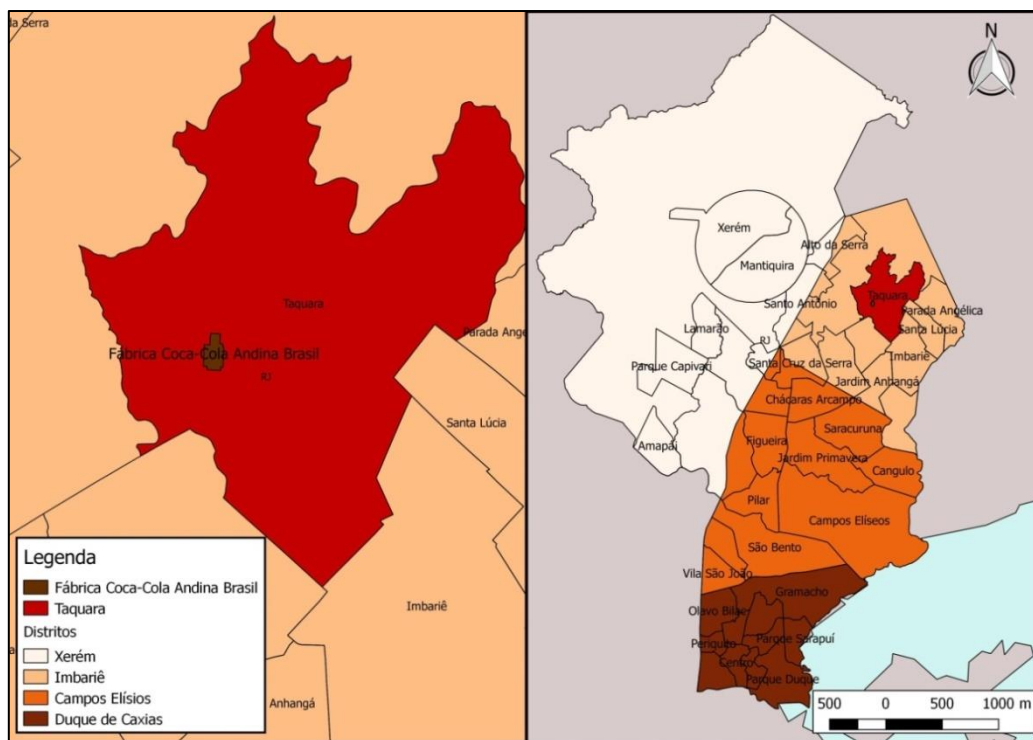 da Serra
Taquara
Parada Ange
Fábrica Coca-Cola Andina Brasil
RJ
Santa Lúcia
Imbariê
Anhangá
Legenda
Fábrica Coca-Cola Andina Brasil
Taquara
Distritos
Xerém
Imbariê
Campos Elísios
Duque de Caxias
N
Xerém
Alto da Serra
Mantiquira
Taquara
Santo Antônio
Parada Angélica
Lamarão
Santa Lúcia
RJ
Imbariê
Parque Capivari
Santa Cruz da Serra
Jardim Anhangá
Chácaras Arcampo
Saracuruna
Amapái
Figueira
Jardim Primavera
Cangulo
Pilar
Campos Elíseos
São Bento
Vila São João
Gramacho
Olavo Bilac
Periquito
Parque Sarapuí
Centro
Parque Duque
500 0 500 1000 m